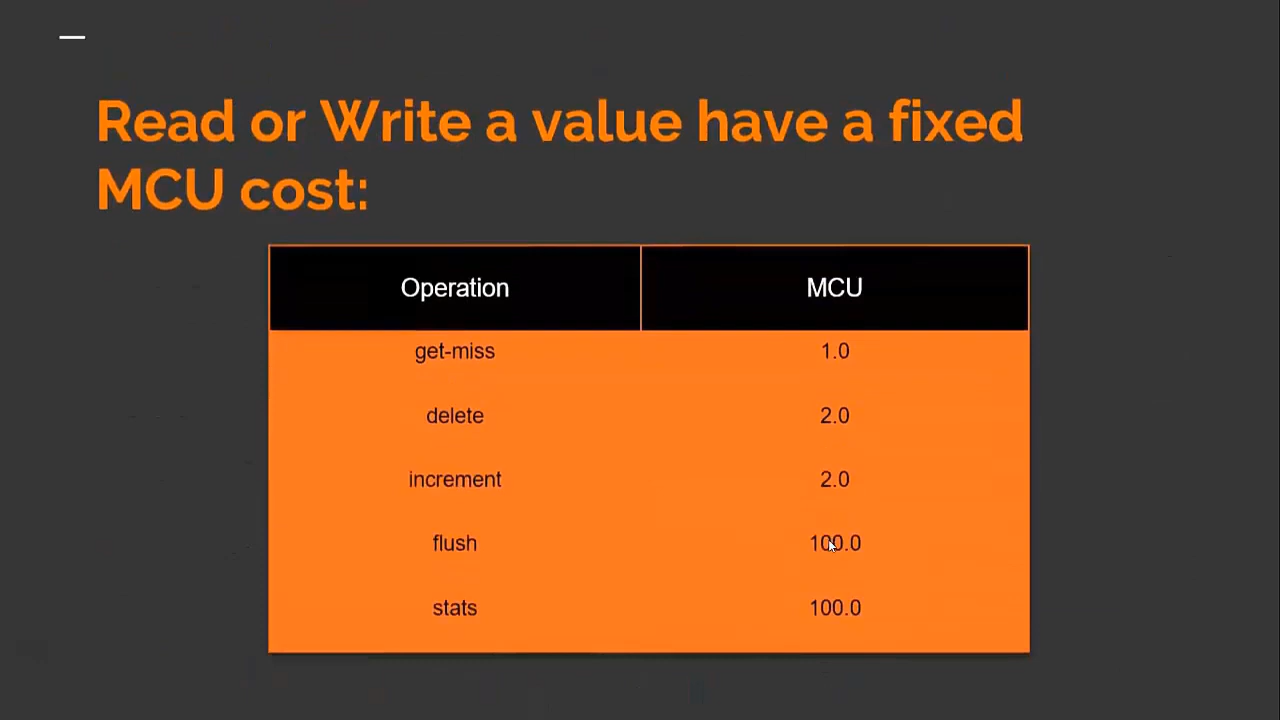 Read or Write a value have a fixed
MCU cost:
Operation MCU
get-miss 1.0
delete 2.0
increment 2.0
flush 100.0
stats 100.0